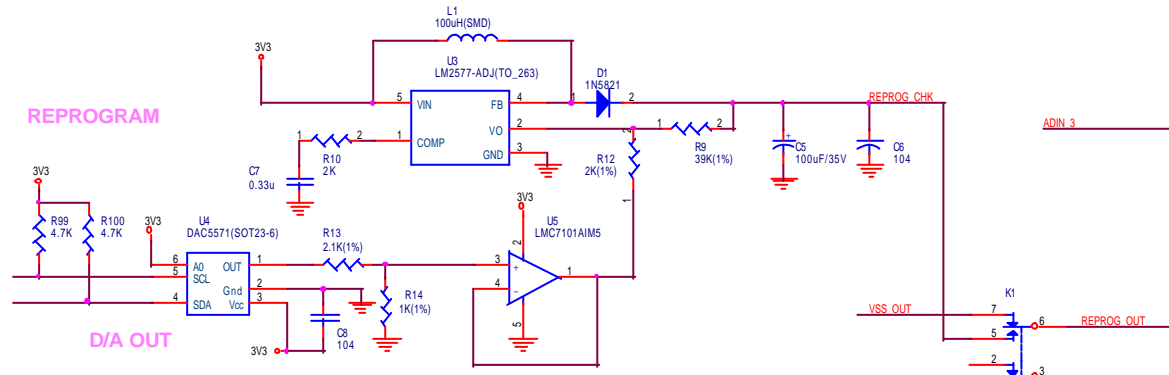 L1
100uH(SMD)
3V3
U3
LM2577-ADJ(TO_263)
D1
1N5821
5 VIN FB 4
1 2
REPROG_CHK
REPROGRAM
VO 2
1 R9 2
39K(1%)
1 2 1 COMP
GND 3
R10
2K
C7
0.33u
R12
2K(1%)
2
1
+
C5
100uF/35V
C6
104
ADIN_3
3V3
R99
4.7K
R100
4.7K
3V3
U4
DAC5571(SOT23-6)
R13
2.1K(1%)
3V3
U5
LMC7101AIM5
6 A0 OUT 1
5 SCL
Gnd 2
4 SDA Vcc 3
2
3 +
1
4 -
5
R14
1K(1%)
C8
104
3V3
D/A OUT
K1
VSS_OUT
7
6
REPROG_OUT
5
2
3